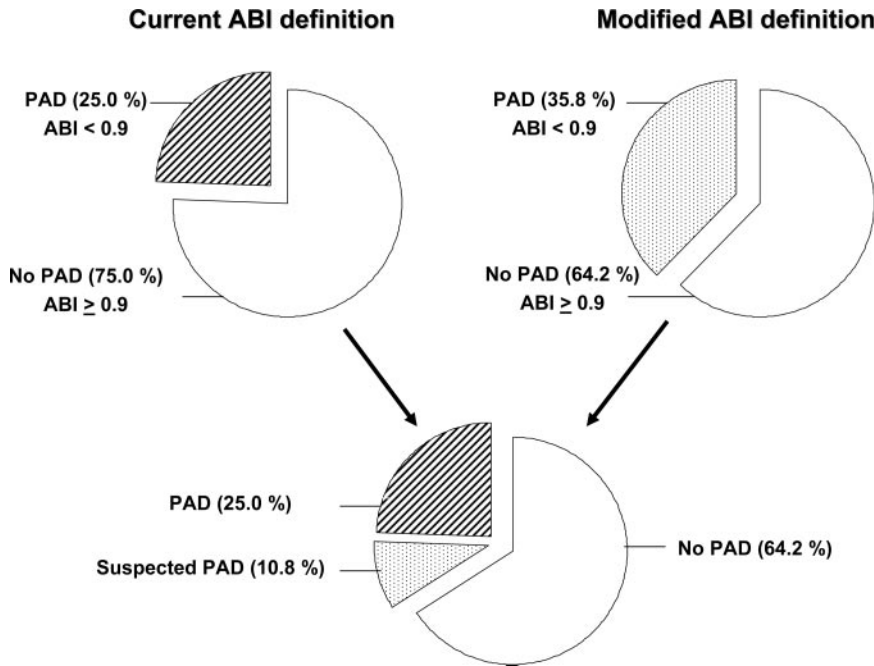 Current ABI definition
Modified ABI definition
PAD (25.0 %)
ABI < 0.9
PAD (35.8 %)
ABI < 0.9
No PAD (75.0 %)
ABI ≥ 0.9
No PAD (64.2 %)
ABI ≥ 0.9
PAD (25.0 %)
Suspected PAD (10.8 %)
No PAD (64.2 %)